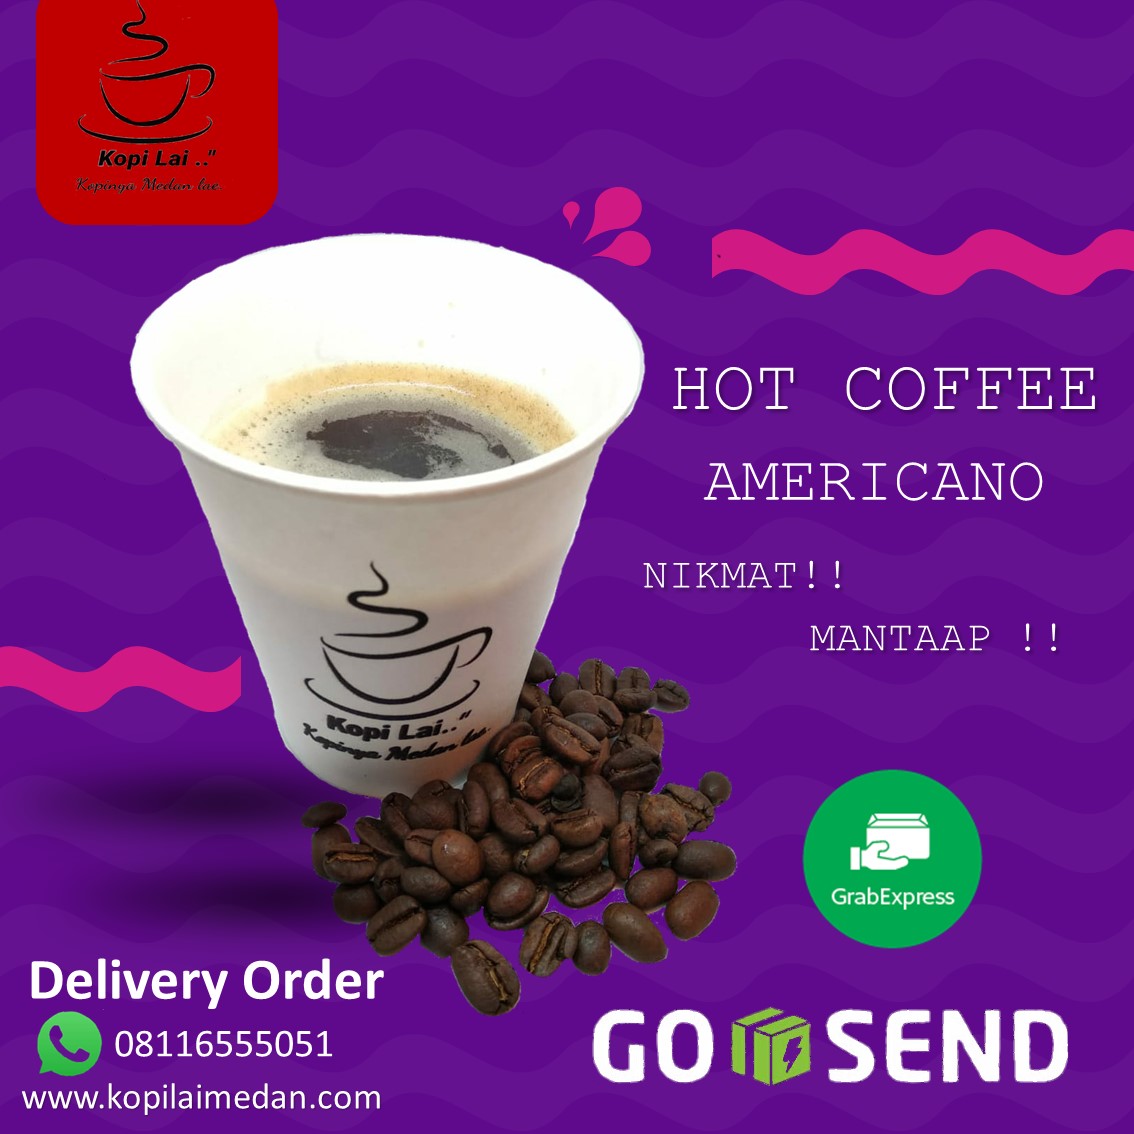 Kopi Lai .."
Kopinya Medan lae.
HOT COFFEE
AMERICANO
NIKMAT!!
MANTAAP !!
Kopi Lai.."
Kopinya Medan lae.
GrabExpress
Delivery Order
08116555051
www.kopilaimedan.com
GO SEND